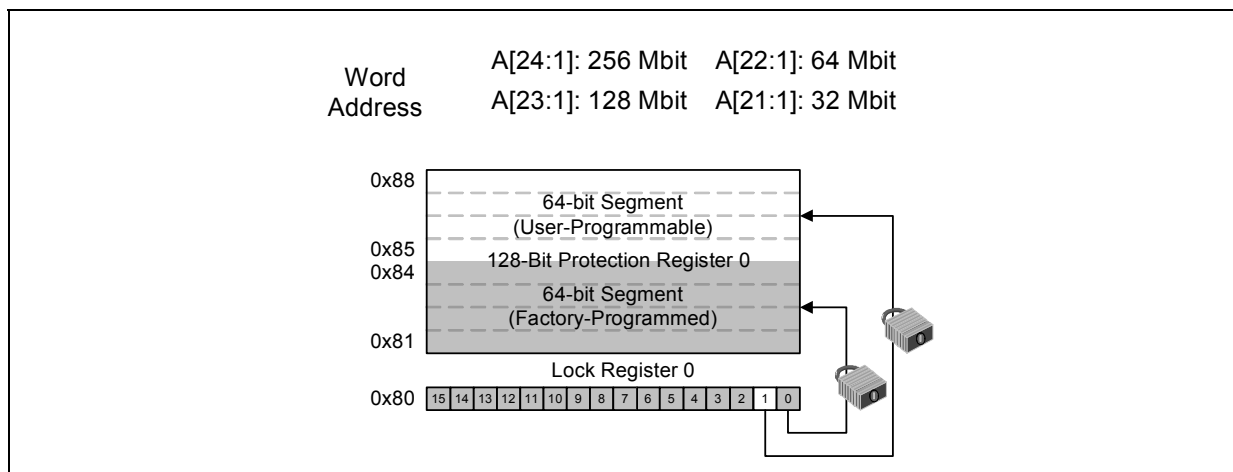 Word
Address
A[24:1]: 256 Mbit A[22:1]: 64 Mbit
A[23:1]: 128 Mbit A[21:1]: 32 Mbit
0x88
64-bit Segment
(User-Programmable)
0x85
128-Bit Protection Register 0
0x84
64-bit Segment
(Factory-Programmed)
0x81
Lock Register 0
0x80 15 14 13 12 11 10 9 8 7 6 5 4 3 2 1 0